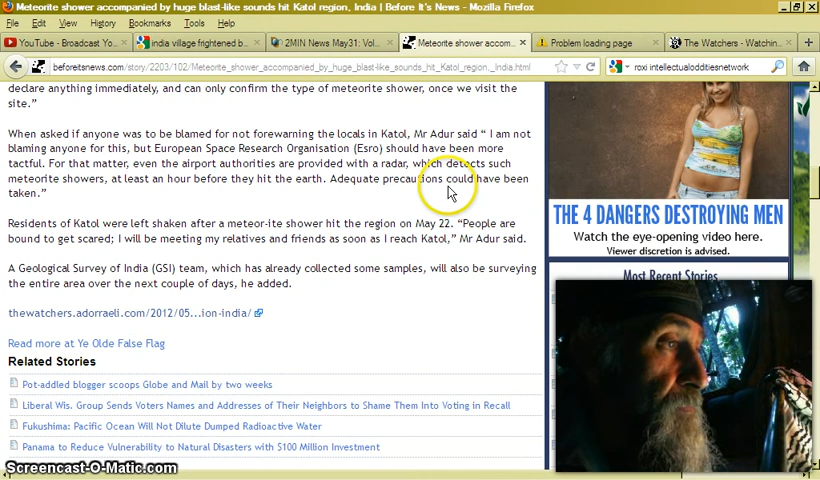 Meteorite shower accompanied by huge blast-like sounds hit Katol region, India | Before It's News - Mozilla Firefox
File Edit View History Bookmarks Tools Help
YouTube - Broadcast Yo... india village frightened b... 2MIN News May31: Vol... Meteorite shower accom... Problem loading page The Watchers - Watchin...
beforeitsnews.com/story/2203/102/Meteorite_shower_accompanied_by_huge_blast-like_sounds_hit_Katol_region,_India.html roxi intellectualodditiesnetwork
declare anything immediately, and can only confirm the type of meteorite shower, once we visit the
site.”
When asked if anyone was to be blamed for not forewarning the locals in Katol, Mr Adur said “ I am not
blaming anyone for this, but European Space Research Organisation (Esro) should have been more
tactful. For that matter, even the airport authorities are provided with a radar, which detects such
meteorite showers, at least an hour before they hit the earth. Adequate precautions could have been
taken.”
Residents of Katol were left shaken after a meteor-ite shower hit the region on May 22. “People are
bound to get scared; I will be meeting my relatives and friends as soon as I reach Katol,” Mr Adur said.
A Geological Survey of India (GSI) team, which has already collected some samples, will also be surveying
the entire area over the next couple of days, he added.
thewatchers.adorraeli.com/2012/05...ion-india/
Read more at Ye Olde False Flag
Related Stories
Pot-addled blogger scoops Globe and Mail by two weeks
Liberal Wis. Group Sends Voters Names and Addresses of Their Neighbors to Shame Them Into Voting in Recall
Fukushima: Pacific Ocean Will Not Dilute Dumped Radioactive Water
Panama to Reduce Vulnerability to Natural Disasters with $100 Million Investment
THE 4 DANGERS DESTROYING MEN
Watch the eye-opening video here.
Viewer discretion is advised.
Most Recent Stories
Screencast-O-Matic.com